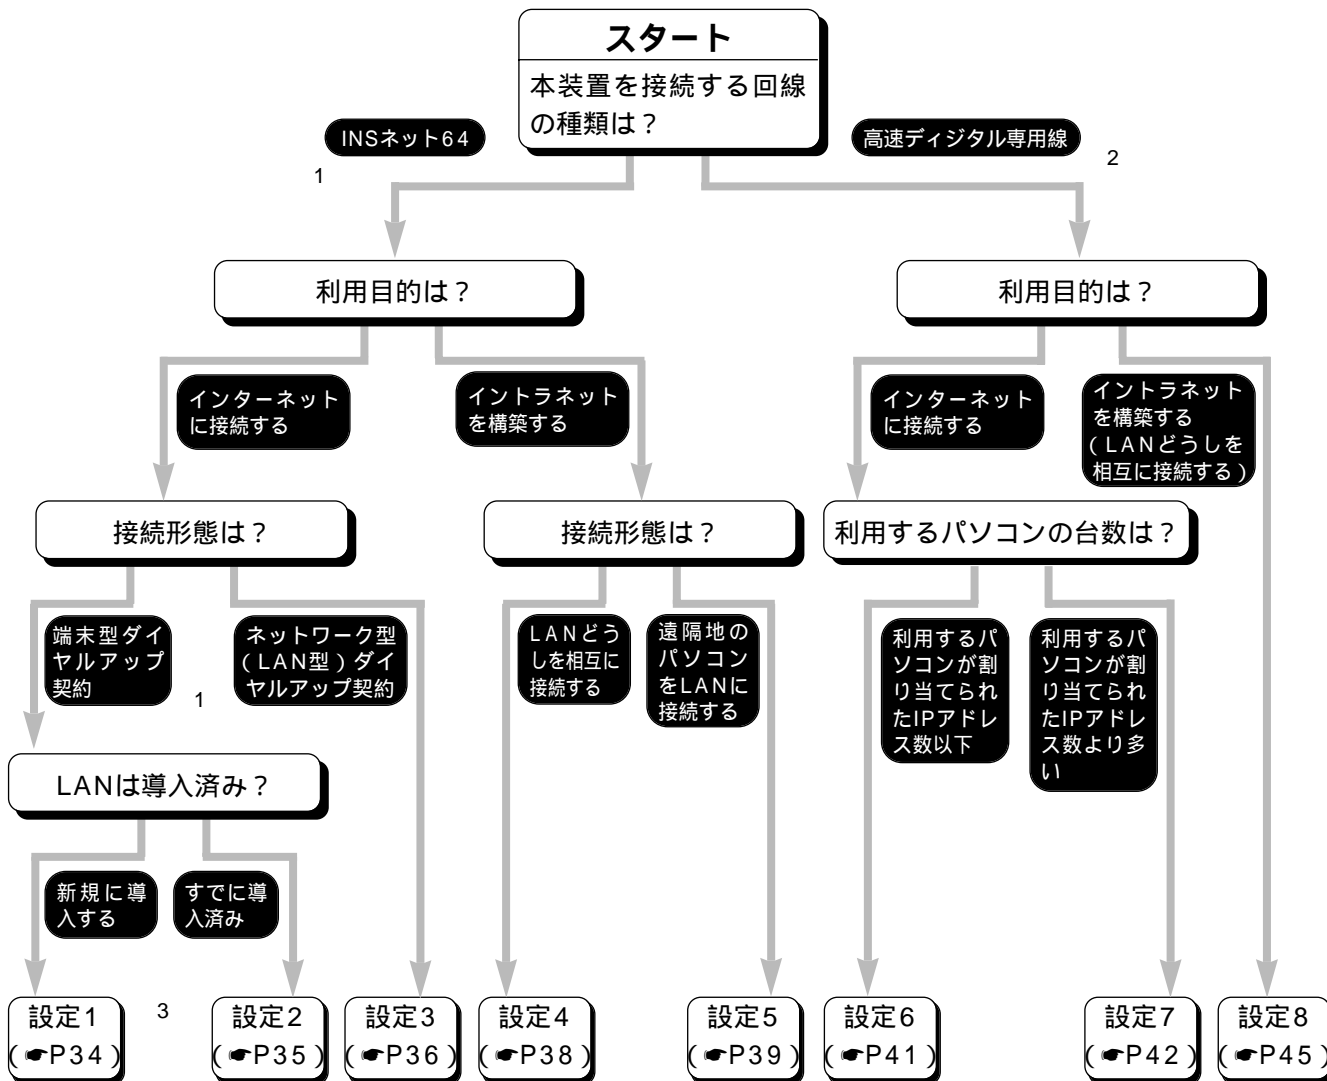 スタート
本装置を接続する回線
の種類は？
INSネット64
1
高速ディジタル専用線
2
利用目的は？
利用目的は？
インターネット
に接続する
イントラネット
を構築する
インターネット
に接続する
イントラネット
を構築する
(LANどうしを
相互に接続する)
接続形態は？
接続形態は？
利用するパソコンの台数は？
端末型ダイ
ヤルアップ
契約
1
ネットワーク型
(LAN型)ダイ
ヤルアップ契約
LANどう
しを相互に
接続する
遠隔地の
パソコン
をLANに
接続する
利用するパ
ソコンが割
り当てられ
たIPアドレ
ス数以下
利用するパ
ソコンが割
り当てられ
たIPアドレ
ス数より多
い
LANは導入済み？
新規に導
入する
すでに導
入済み
設定1
(☛P34)
3
設定2
(☛P35)
設定3
(☛P36)
設定4
(☛P38)
設定5
(☛P39)
設定6
(☛P41)
設定7
(☛P42)
設定8
(☛P45)